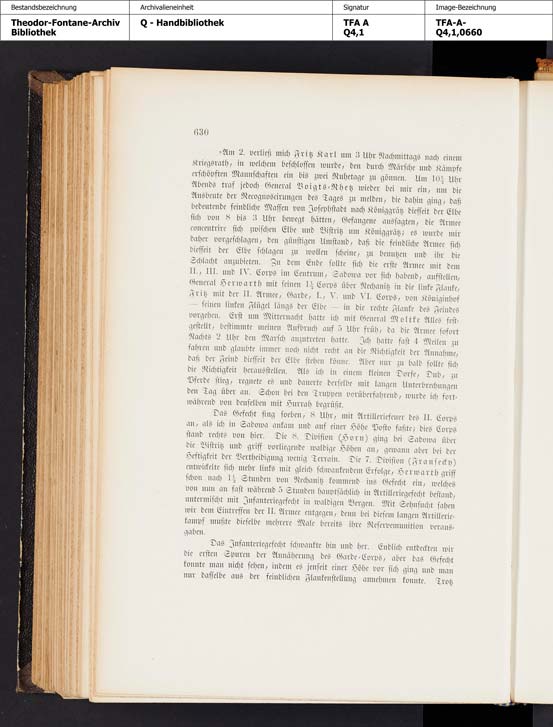 Bestandsbezeichnung
Theodor-Fontane-Archiv
Bibliothek
Archivalieneinheit
Q - Handbibliothek
Signatur
TFA A
Q4,1
Image-Bezeichnung
TFA-A-
Q4,1,0660
630
„Am 2. verließ mich Fritz Karl um 3 Uhr Nachmittags nach einem
Kriegsrath, in welchem beschlossen wurde, den durch Märsche und Kämpfe
erschöpften Mannschaften ein bis zwei Ruhetage zu gönnen. Um 10½ Uhr
Abends traf jedoch General Voigts-Rhetz wieder bei mir ein, um die
Ausbeute der Recognoscirungen des Tages zu melden, die dahin ging, daß
bedeutende feindliche Massen von Josephstadt nach Königgrätz diesseit der Elbe
sich von 8 bis 3 Uhr bewegt hätten, Gefangene aussagten, die Armee
concentrire sich zwischen Elbe und Bistritz um Königgrätz; es wurde mir
daher vorgeschlagen, den günstigen Umstand, daß die feindliche Armee sich
diesseit der Elbe schlagen zu wollen scheine, zu benutzen und ihr die
Schlacht anzubieten. Zu dem Ende sollte sich die erste Armee mit dem
II., III. und IV. Corps im Centrum, Sadowa vor sich habend, aufstellen,
General Herwarth mit seinen 1½ Corps über Nechanitz in die linke Flanke,
Fritz mit der II. Armee, Garde, I., V. und VI. Corps, von Königinhof
— seinen linken Flügel längs der Elbe — in die rechte Flanke des Feindes
vorgehen. Erst um Mitternacht hatte ich mit General Moltke Alles fest-
gestellt, bestimmte meinen Aufbruch auf 5 Uhr früh, da die Armee sofort
Nachts 2 Uhr den Marsch anzutreten hatte. Ich hatte fast 4 Meilen zu
fahren und glaubte immer noch nicht recht an die Richtigkeit der Annahme,
daß der Feind diesseit der Elbe stehen könne. Aber nur zu bald sollte sich
die Richtigkeit herausstellen. Als ich in einem kleinen Dorfe, Dub, zu
Pferde stieg, regnete es und dauerte derselbe mit langen Unterbrechungen
den Tag über an. Schon bei den Truppen vorüberfahrend, wurde ich fort-
während von denselben mit Hurrah begrüßt.
Das Gefecht fing soeben, 8 Uhr, mit Artilleriefeuer des II. Corps
an, als ich in Sadowa ankam und auf einer Höhe Posto faßte; dies Corps
stand rechts von hier. Die 8. Division (Horn) ging bei Sadowa über
die Bistritz und griff vorliegende waldige Höhen an, gewann aber bei der
Heftigkeit der Vertheidigung wenig Terrain. Die 7. Division (Fransecky)
entwickelte sich mehr links mit gleich schwankendem Erfolge, Herwarth griff
schon nach 1½ Stunden von Nechanitz kommend ins Gefecht ein, welches
von nun an fast während 5 Stunden hauptsächlich in Artilleriegefecht bestand,
untermischt mit Infanteriegefecht in waldigen Bergen. Mit Sehnsucht sahen
wir dem Eintreffen der II. Armee entgegen, denn bei diesem langen Artillerie-
kampf mußte dieselbe mehrere Male bereits ihre Reservemunition veraus-
gaben.
Das Infanteriegefecht schwankte hin und her. Endlich entdeckten wir
die ersten Spuren der Annäherung des Garde-Corps, aber das Gefecht
konnte man nicht sehen, indem es jenseit einer Höhe vor sich ging und man
nur dasselbe aus der feindlichen Flankenstellung annehmen konnte. Trotz